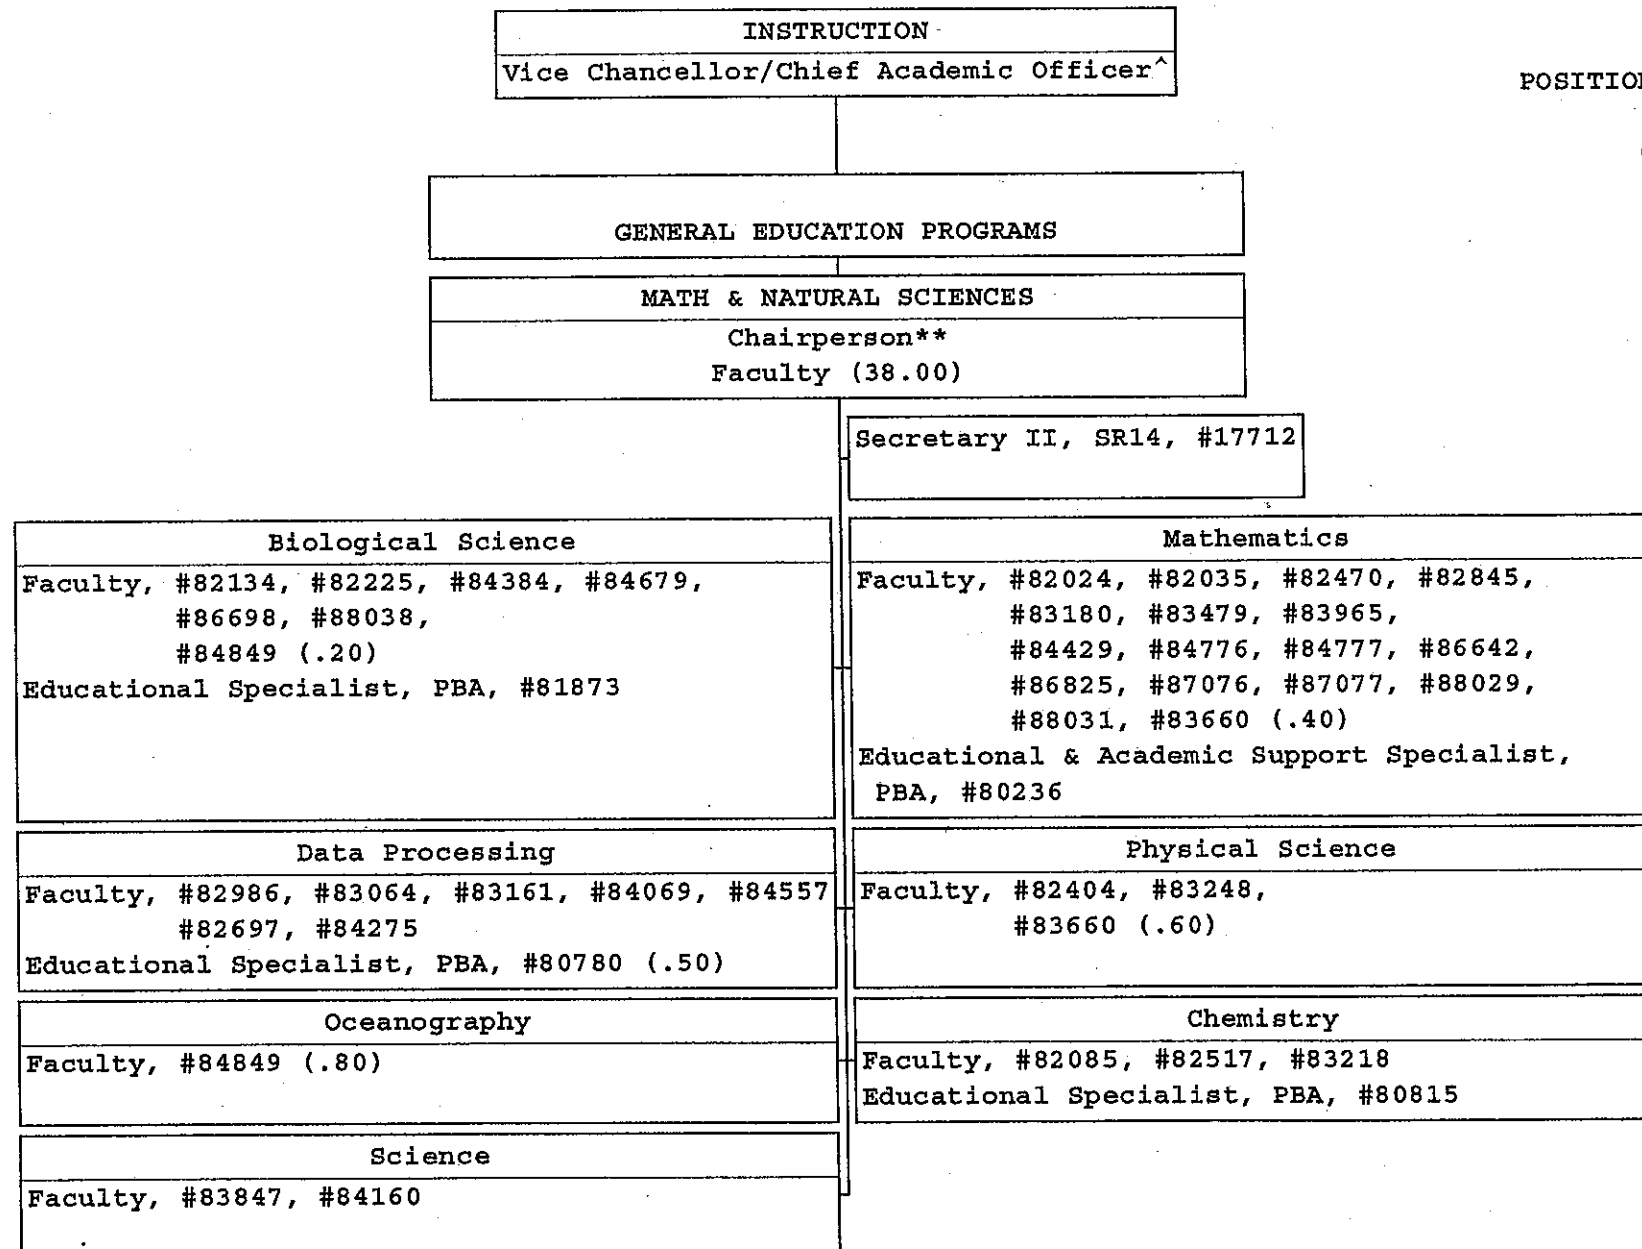 INSTRUCTION
Vice Chancellor/Chief Academic Officer^
POSITION
GENERAL EDUCATION PROGRAMS
MATH & NATURAL SCIENCES
Chairperson**
Faculty (38.00)
Secretary II, SR14, #17712
Biological Science
Faculty, #82134, #82225, #84384, #84679,
#86698, #88038,
#84849 (.20)
Educational Specialist, PBA, #81873
Mathematics
Faculty, #82024, #82035, #82470, #82845,
#83180, #83479, #83965,
#84429, #84776, #84777, #86642,
#86825, #87076, #87077, #88029,
#88031, #83660 (.40)
Educational & Academic Support Specialist,
PBA, #80236
Data Processing
Faculty, #82986, #83064, #83161, #84069, #84557
#82697, #84275
Educational Specialist, PBA, #80780 (.50)
Physical Science
Faculty, #82404, #83248,
#83660 (.60)
Oceanography
Faculty, #84849 (.80)
Chemistry
Faculty, #82085, #82517, #83218
Educational Specialist, PBA, #80815
Science
Faculty, #83847, #84160